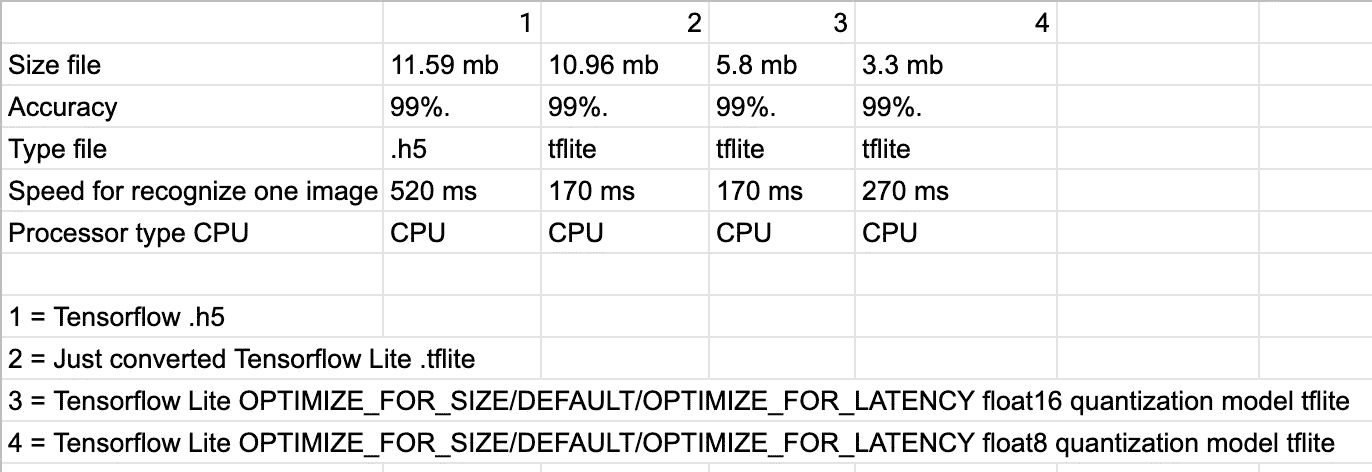 1 2 3 4
Size file 11.59 mb 10.96 mb 5.8 mb 3.3 mb
Accuracy 99%. 99%. 99%. 99%.
Type file .h5 tflite tflite tflite
Speed for recognize one image 520 ms 170 ms 170 ms 270 ms
Processor type CPU CPU CPU CPU CPU
1 = Tensorflow .h5
2 = Just converted Tensorflow Lite .tflite
3 = Tensorflow Lite OPTIMIZE_FOR_SIZE/DEFAULT/OPTIMIZE_FOR_LATENCY float16 quantization model tflite
4 = Tensorflow Lite OPTIMIZE_FOR_SIZE/DEFAULT/OPTIMIZE_FOR_LATENCY float8 quantization model tflite